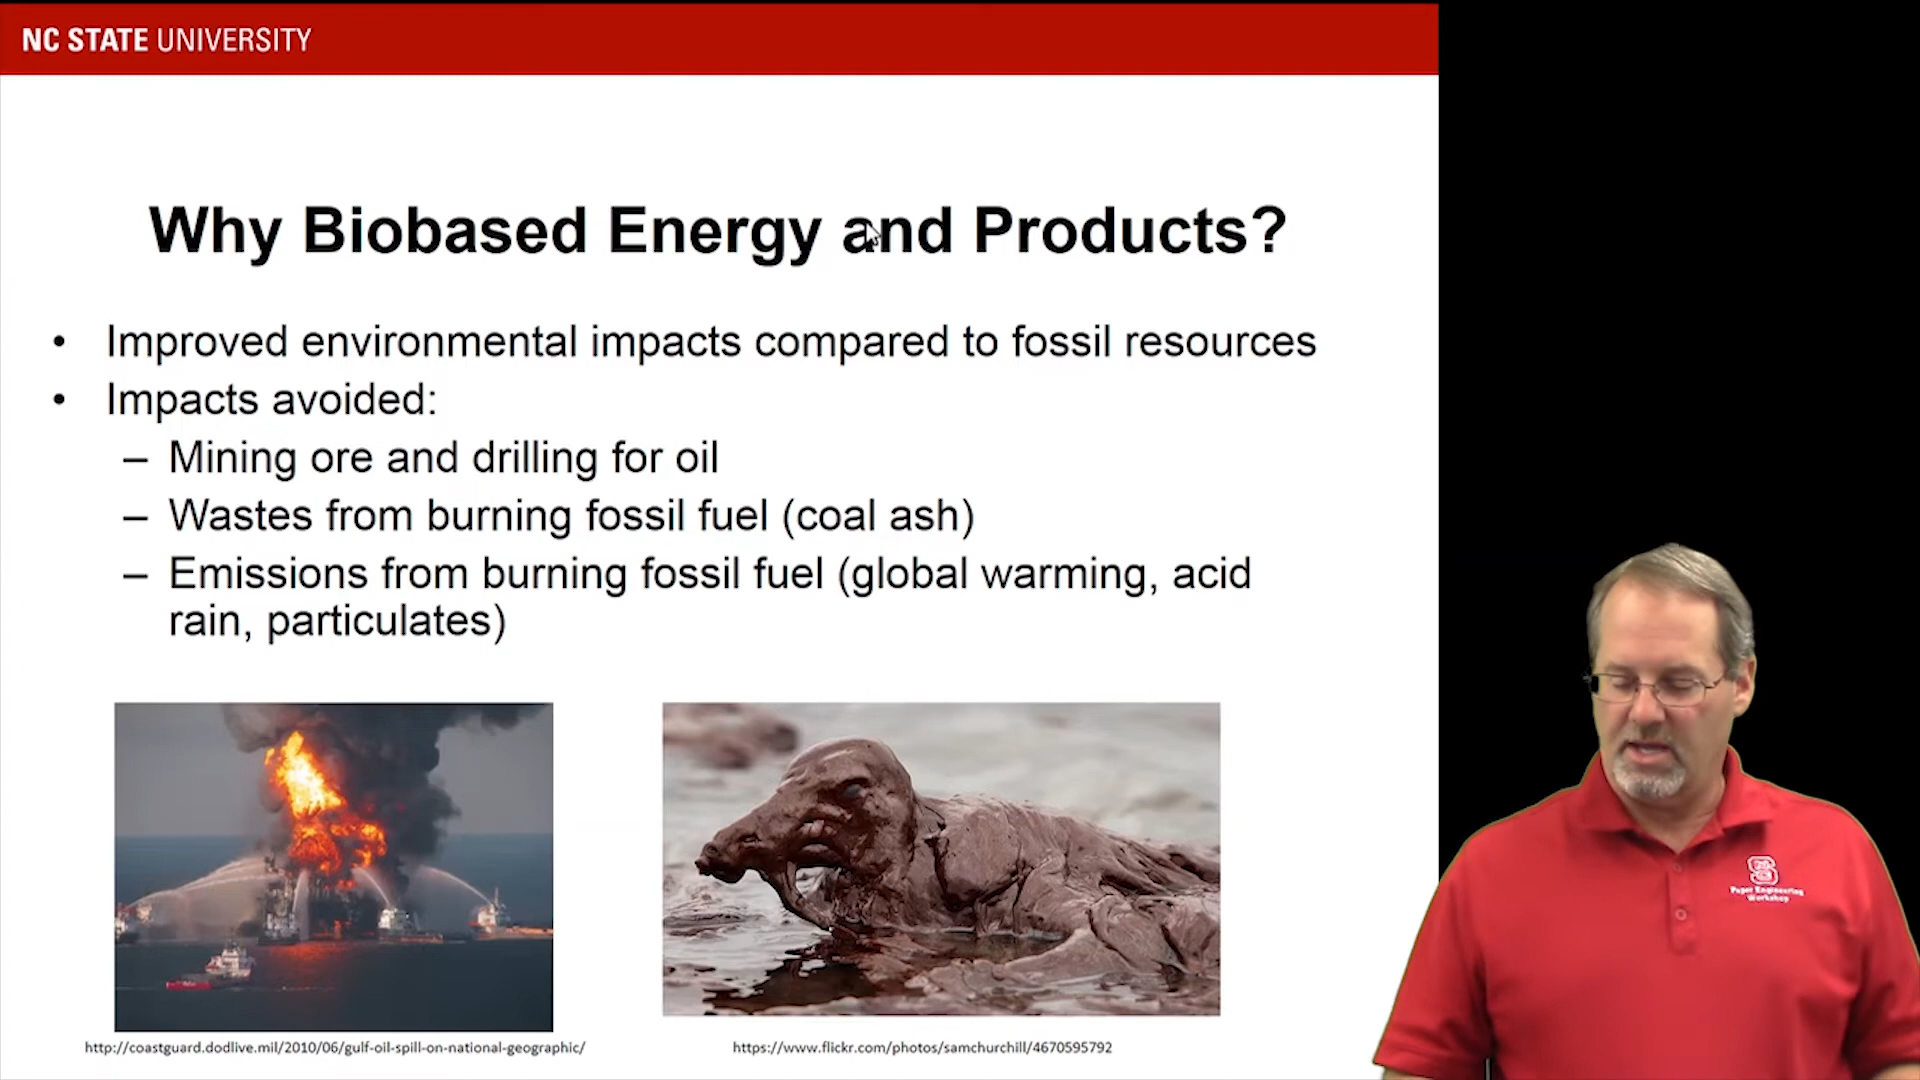 NC STATE UNIVERSITY
Why Biobased Energy and Products?
• Improved environmental impacts compared to fossil resources
• Impacts avoided:
– Mining ore and drilling for oil
– Wastes from burning fossil fuel (coal ash)
– Emissions from burning fossil fuel (global warming, acid
rain, particulates)
http://coastguard.dodlive.mil/2010/06/gulf-oil-spill-on-national-geographic/
https://www.flickr.com/photos/samchurchill/4670595792
S
Paper Engineering
Workshop